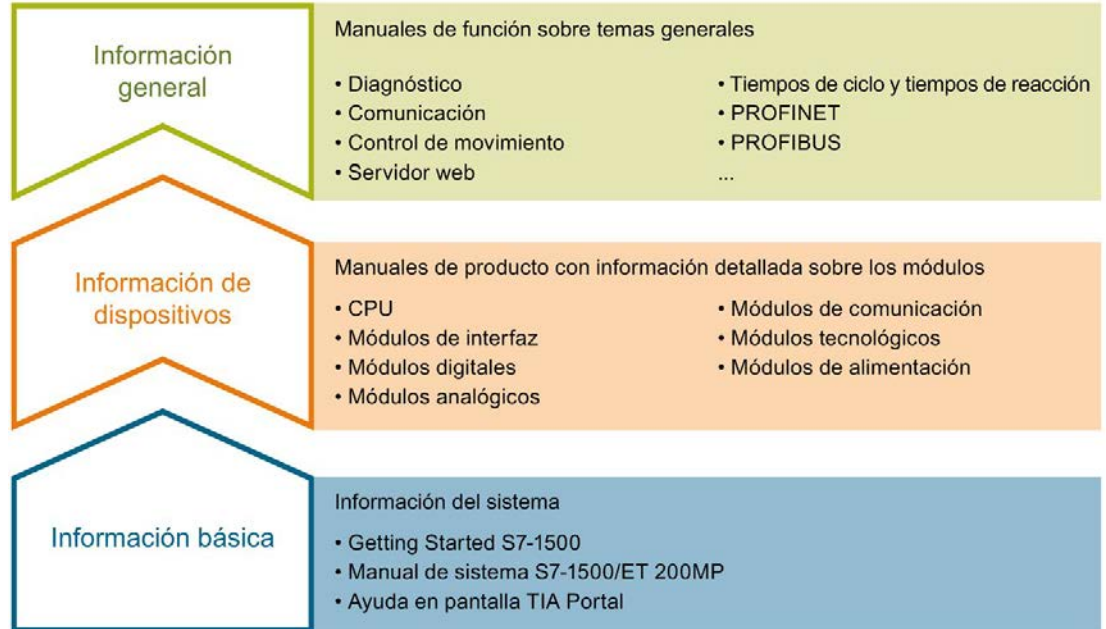 Información
general
Manuales de función sobre temas generales
• Diagnóstico
• Comunicación
• Control de movimiento
• Servidor web
• Tiempos de ciclo y tiempos de reacción
• PROFINET
• PROFIBUS
...
Información de
dispositivos
Manuales de producto con información detallada sobre los módulos
• CPU
• Módulos de interfaz
• Módulos digitales
• Módulos analógicos
• Módulos de comunicación
• Módulos tecnológicos
• Módulos de alimentación
Información básica
Información del sistema
• Getting Started S7-1500
• Manual de sistema S7-1500/ET 200MP
• Ayuda en pantalla TIA Portal